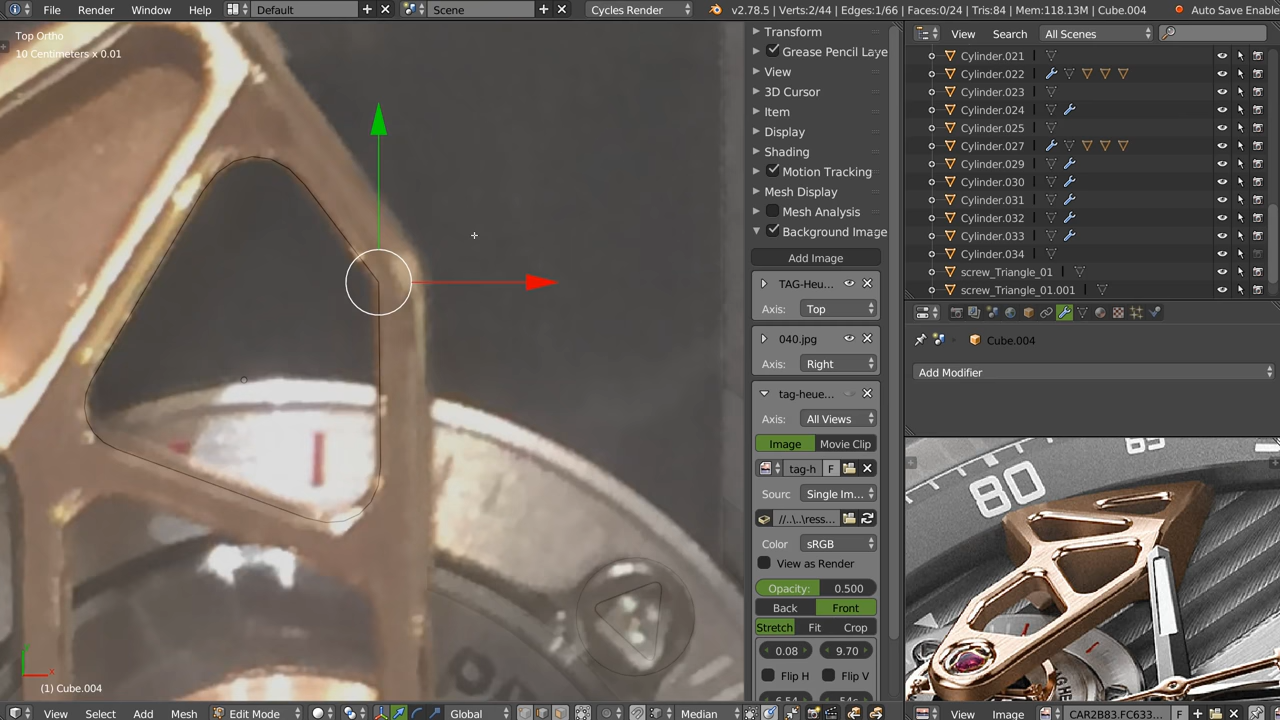 File Edit Render Window Help Default Scene Cycles Render v2.78.5 | Verts:2/44 | Edges:1/66 | Faces:0/24 | Tris:84 | Mem:118.13M | Cube.004 Auto Save Enable
Top Ortho
10 Centimeters x 0.01
(1) Cube.004
View Select Add Mesh Edit Mode Global Median
Transform
Grease Pencil Laye
View
3D Cursor
Item
Display
Shading
Motion Tracking
Mesh Display
Mesh Analysis
Background Image
Add Image
TAG-Heu...
Axis: Top
040.jpg
Axis: Right
tag-heue...
Axis: All Views
Image Movie Clip
tag-h F
Sourc Single Im...
//..\..\ress...
Color sRGB
View as Render
Opacity: 0.500
Back Front
Stretch Fit Crop
0.08 9.70
Flip H Flip V
View Search All Scenes
Cylinder.021
Cylinder.022
Cylinder.023
Cylinder.024
Cylinder.025
Cylinder.027
Cylinder.029
Cylinder.030
Cylinder.031
Cylinder.032
Cylinder.033
Cylinder.034
screw_Triangle_01
screw_Triangle_01.001
Cube.004
Add Modifier
80
View Image CAR2B83.FC633... F